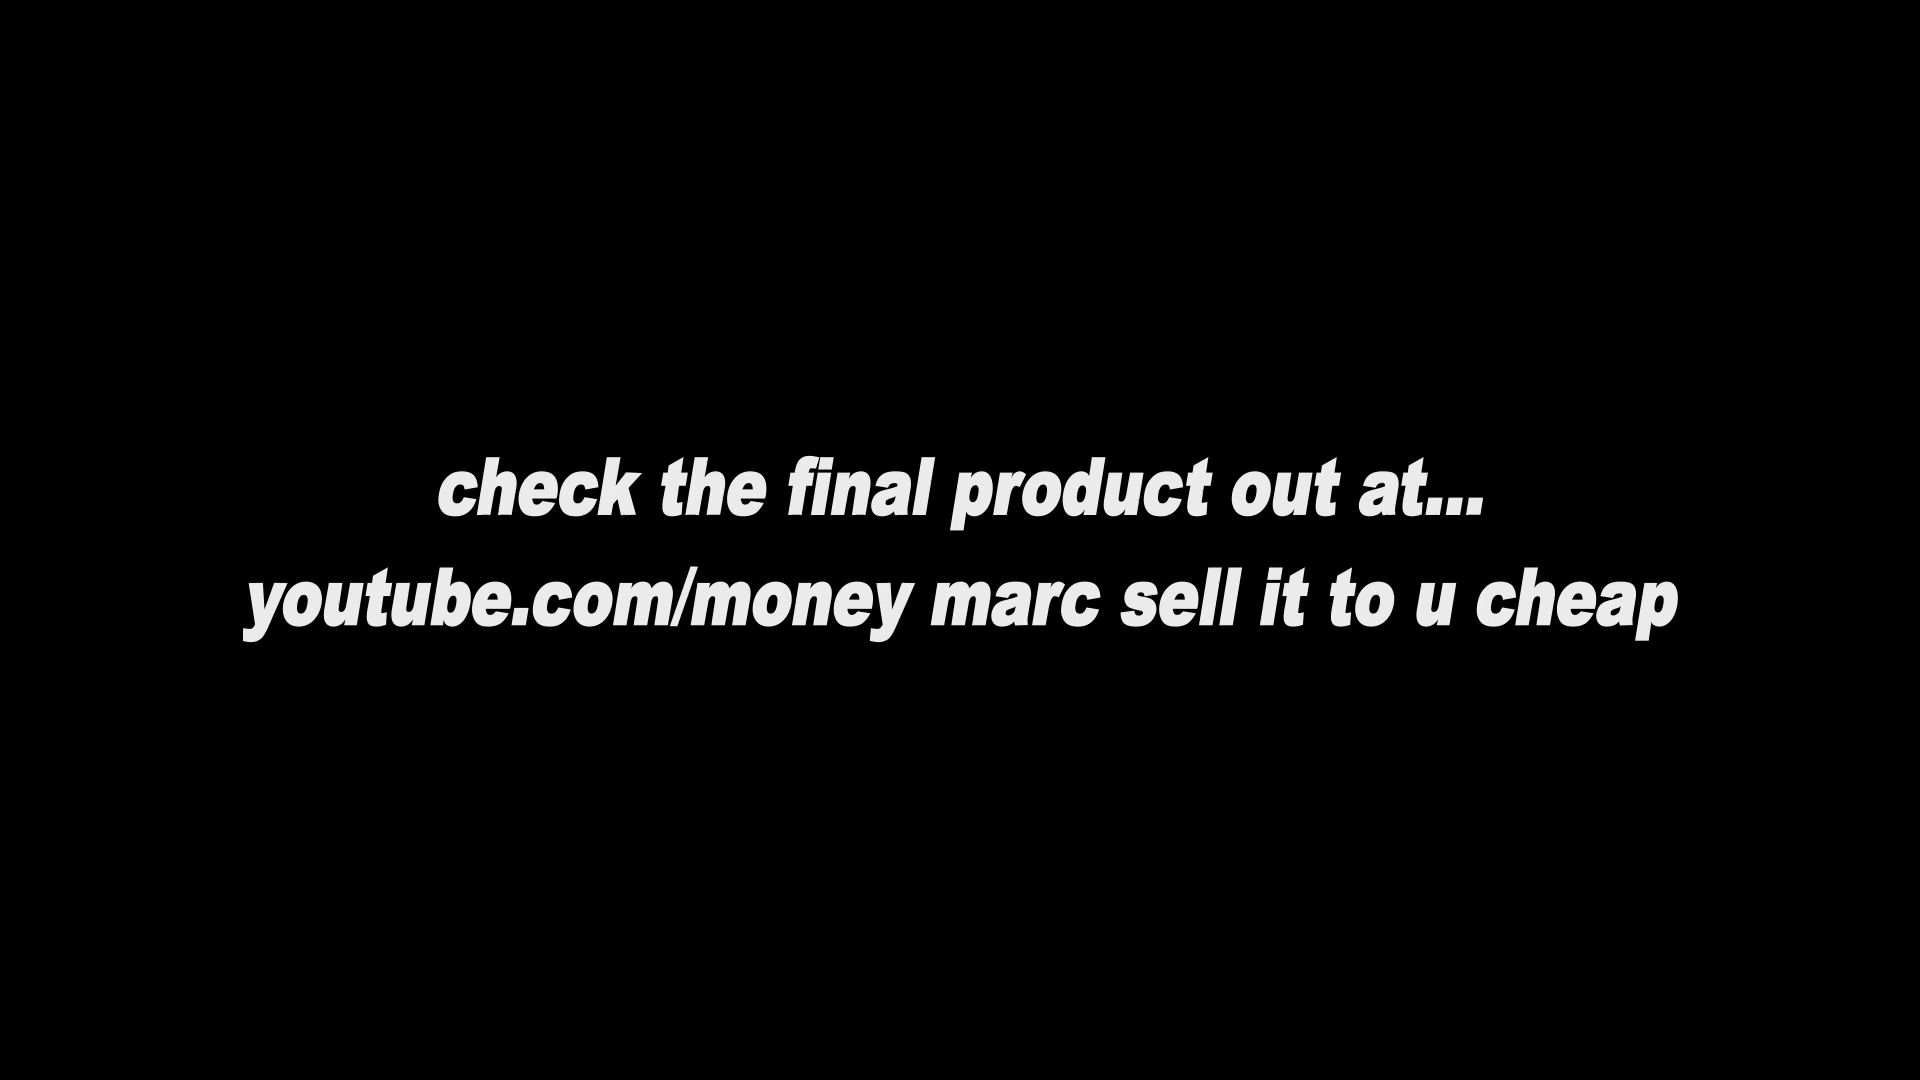 check the final product out at...
youtube.com/money marc sell it to u cheap